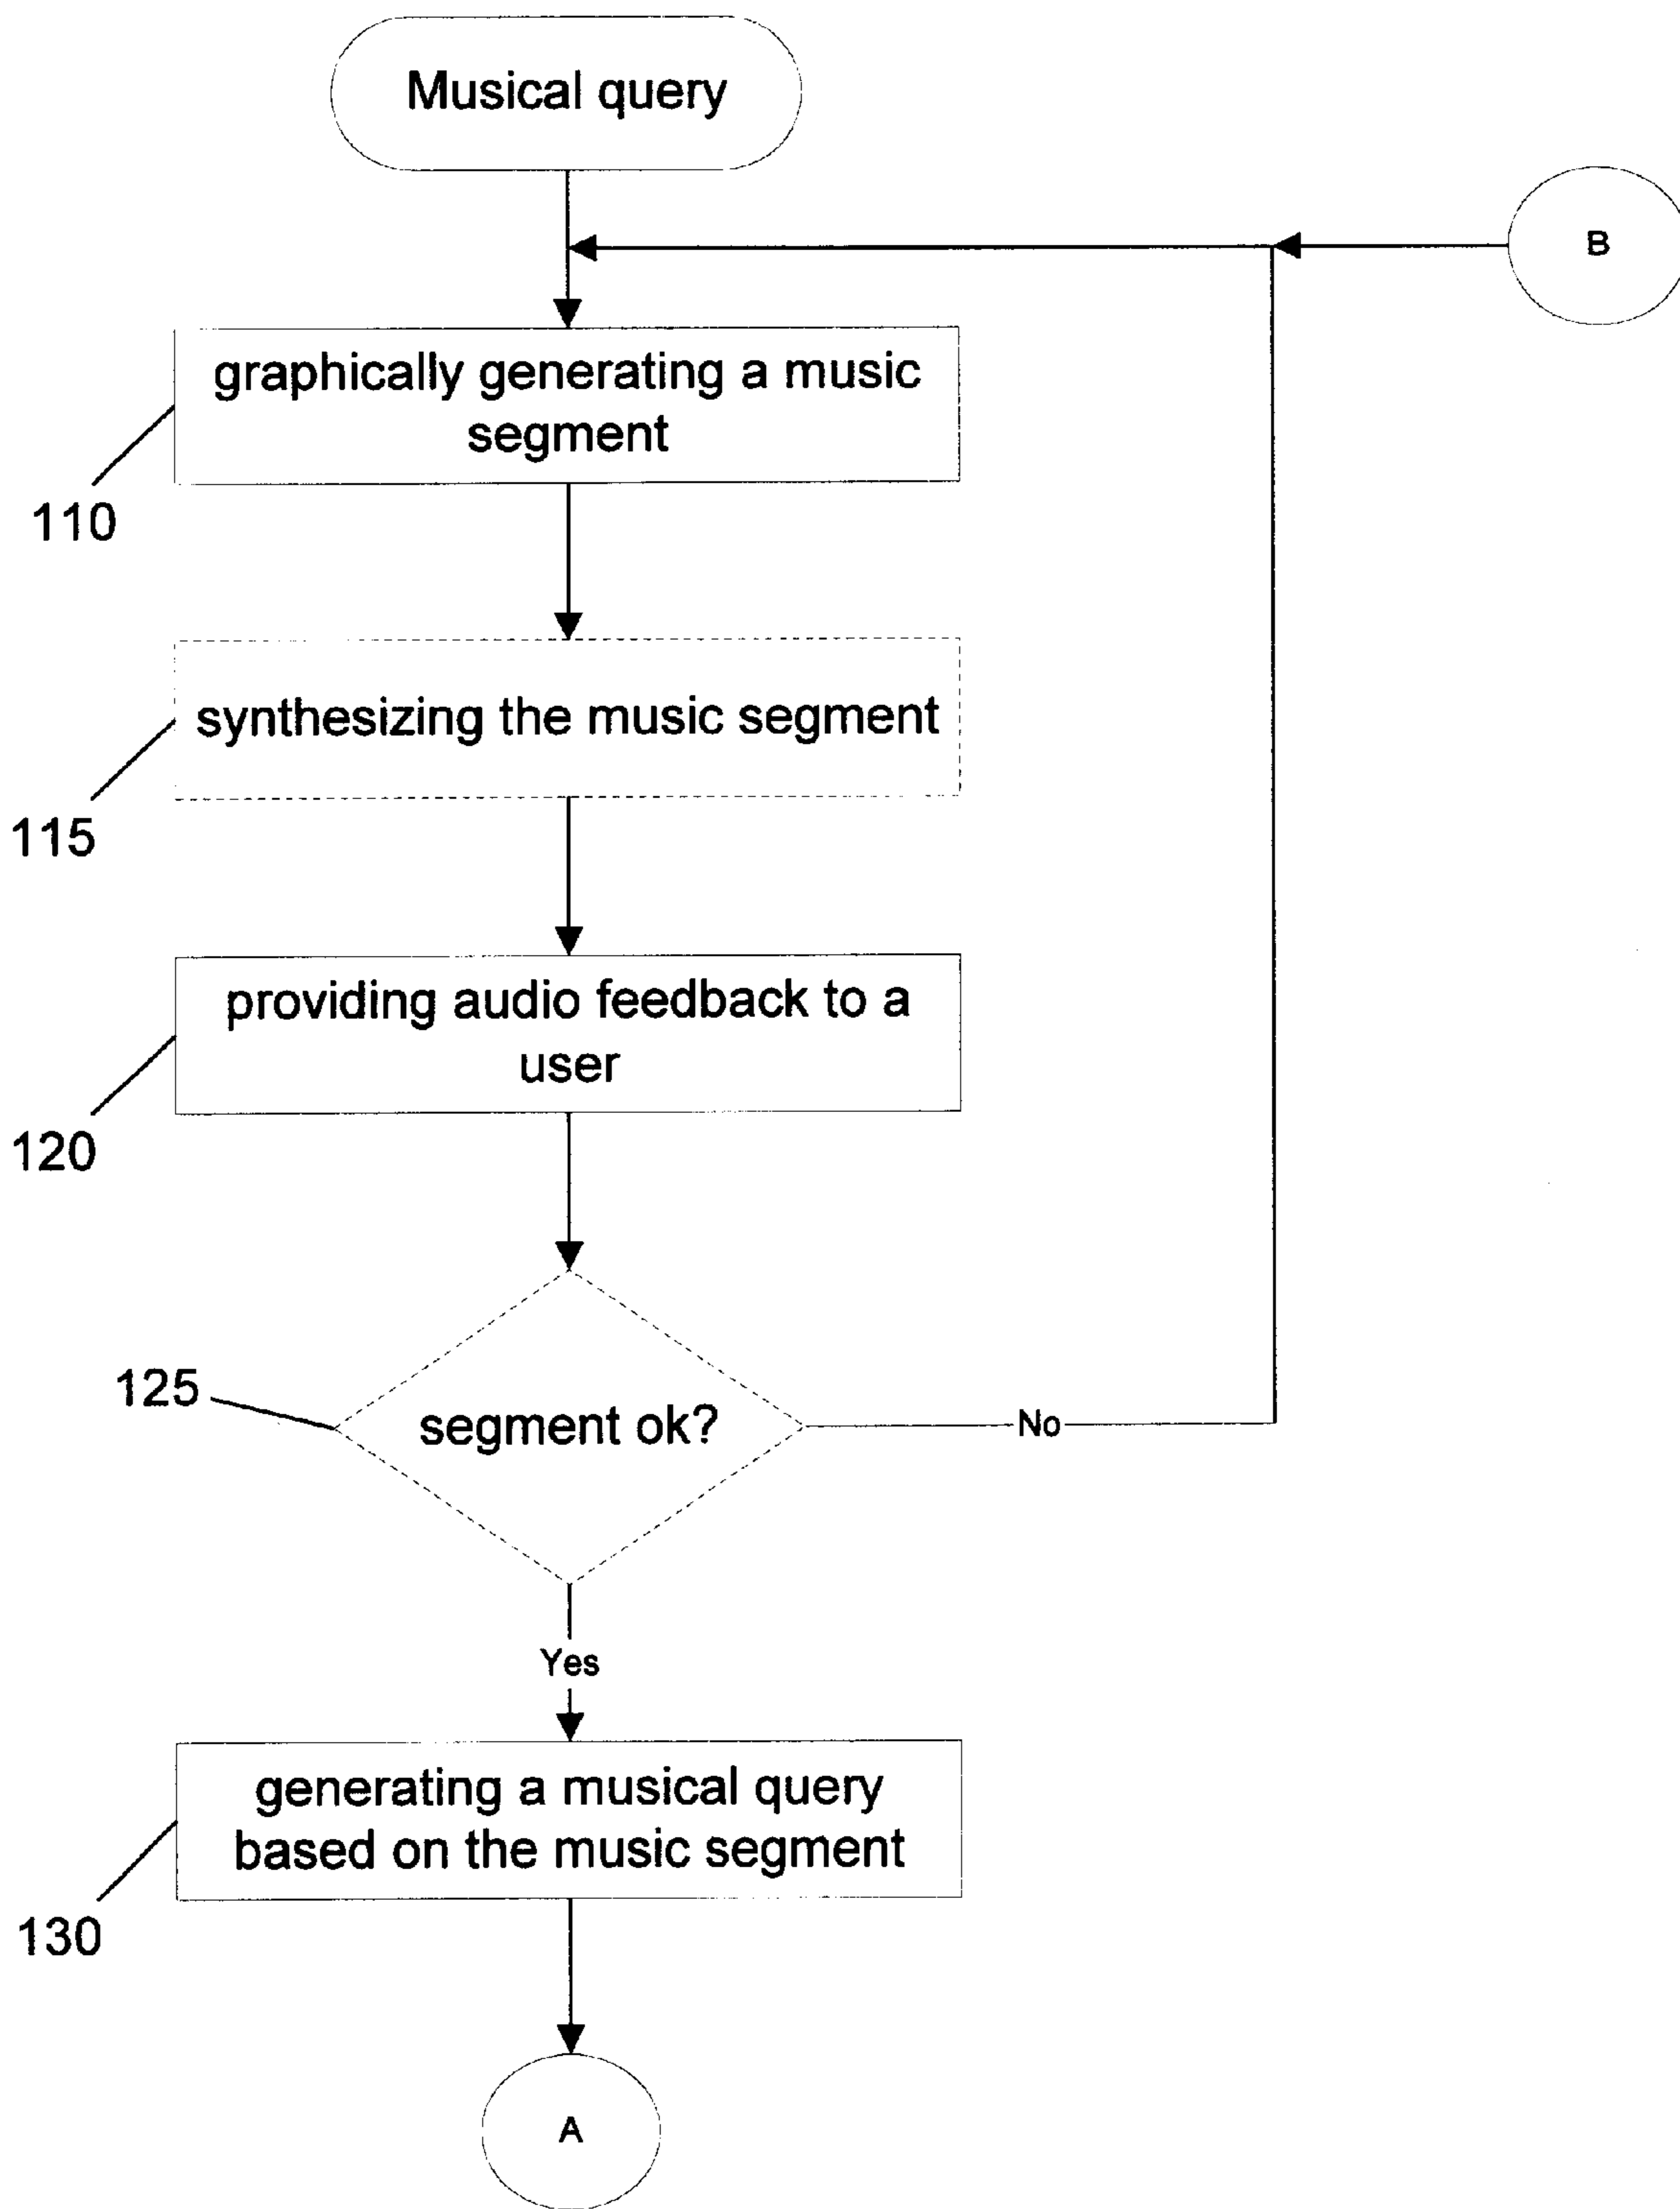 Musical query
B
graphically generating a music
segment
110
synthesizing the music segment
115
providing audio feedback to a
user
120
125
segment ok?
No
Yes
generating a musical query
based on the music segment
130
A